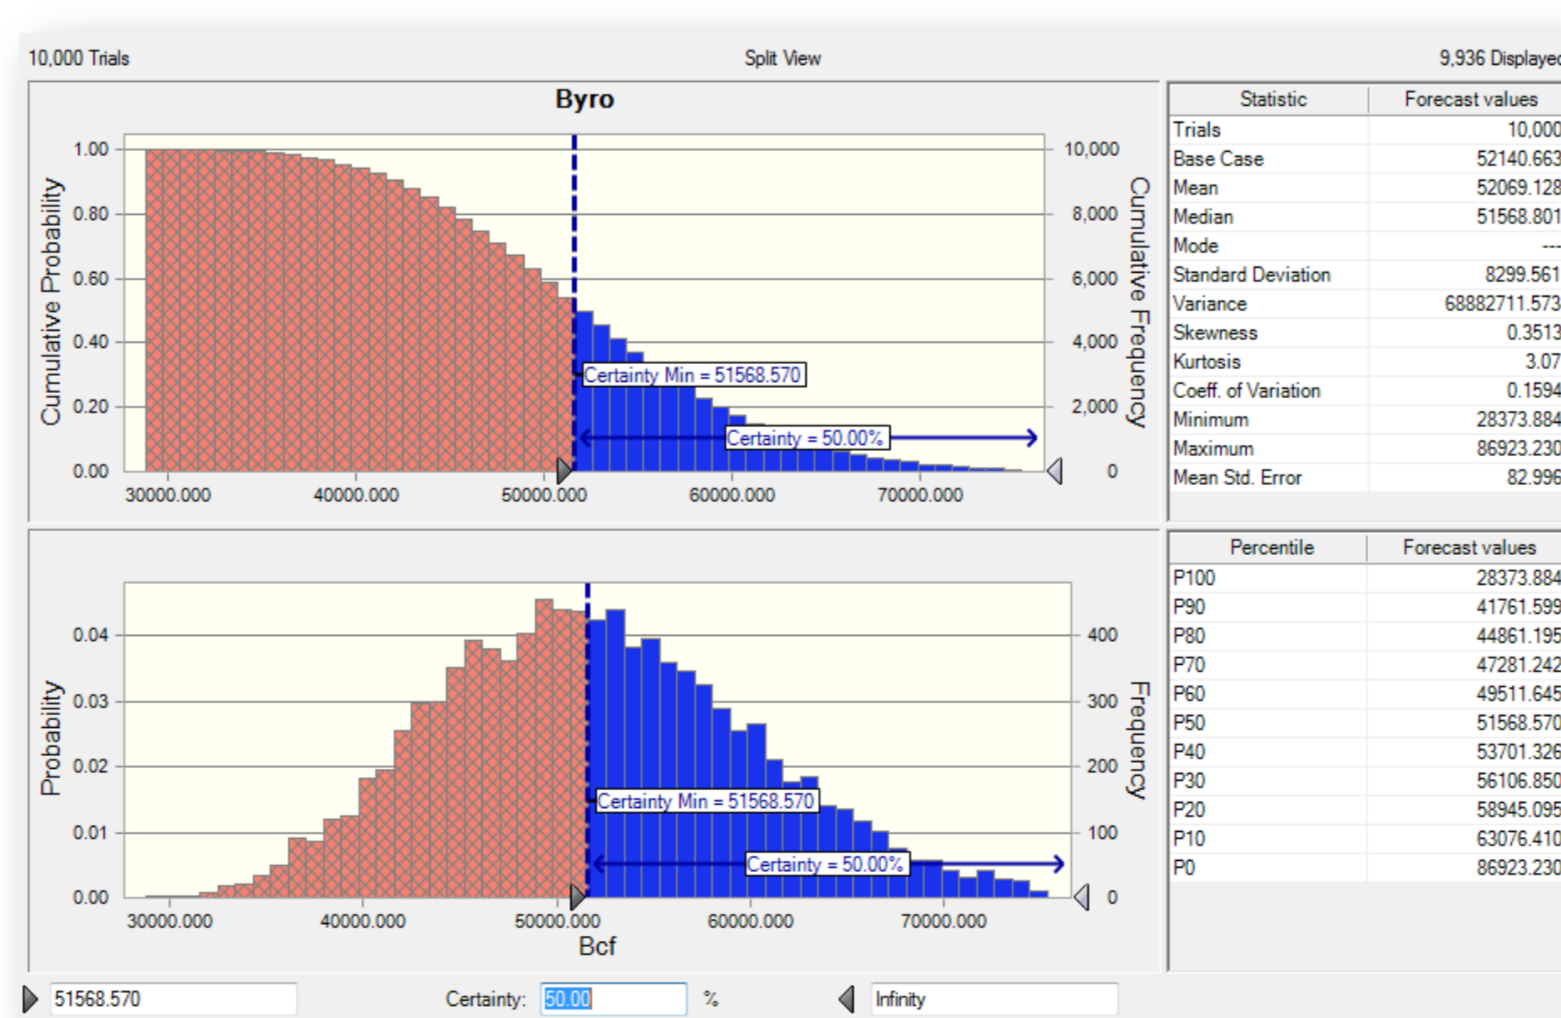 10,000 Trials Split View 9,936 Displayed
Byro
Cumulative Probability
1.00
0.80
0.60
0.40
0.20
0.00
10,000
8,000
6,000
4,000
2,000
0
Cumulative Frequency
Certainty Min = 51568.570
Certainty = 50.00%
30000.000 40000.000 50000.000 60000.000 70000.000
Statistic Forecast values
Trials 10,000
Base Case 52140.663
Mean 52069.128
Median 51568.801
Mode ---
Standard Deviation 8299.561
Variance 68882711.573
Skewness 0.3513
Kurtosis 3.07
Coeff. of Variation 0.1594
Minimum 28373.884
Maximum 86923.230
Mean Std. Error 82.996
Probability
0.04
0.03
0.02
0.01
0.00
400
300
200
100
0
Frequency
Certainty Min = 51568.570
Certainty = 50.00%
30000.000 40000.000 50000.000 60000.000 70000.000
Bcf
Percentile Forecast values
P100 28373.884
P90 41761.599
P80 44861.195
P70 47281.242
P60 49511.645
P50 51568.570
P40 53701.326
P30 56106.850
P20 58945.095
P10 63076.410
P0 86923.230
51568.570 Certainty: 50.00 % Infinity